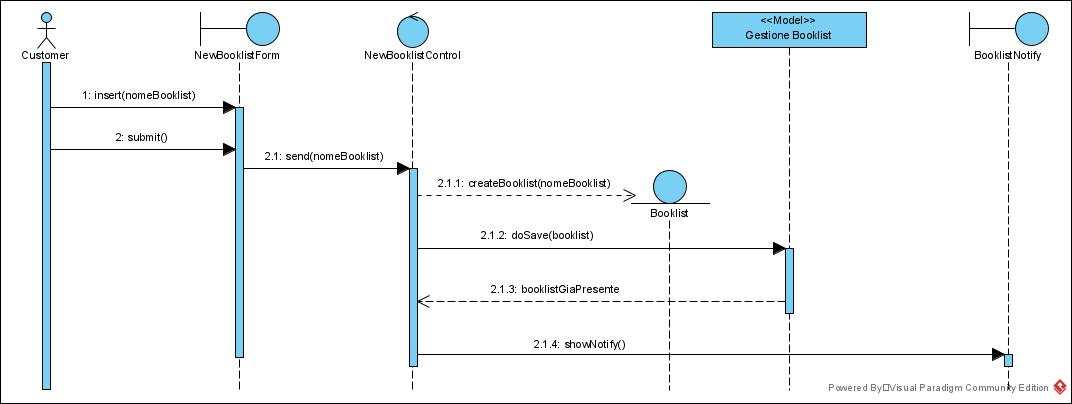 <<Model>>
Gestione Booklist
Customer
NewBooklistForm
NewBooklistControl
BooklistNotify
1: insert(nomeBooklist)
2: submit()
2.1: send(nomeBooklist)
2.1.1: createBooklist(nomeBooklist)
Booklist
2.1.2: doSave(booklist)
2.1.3: booklistGiaPresente
2.1.4: showNotify()
Powered By Visual Paradigm Community Edition